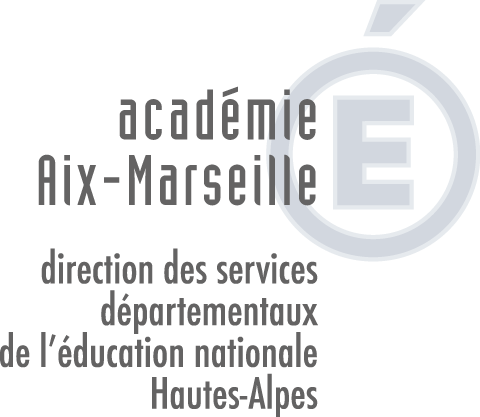 É
académie
Aix-Marseille
direction des services
départementaux
de l'éducation nationale
Hautes-Alpes